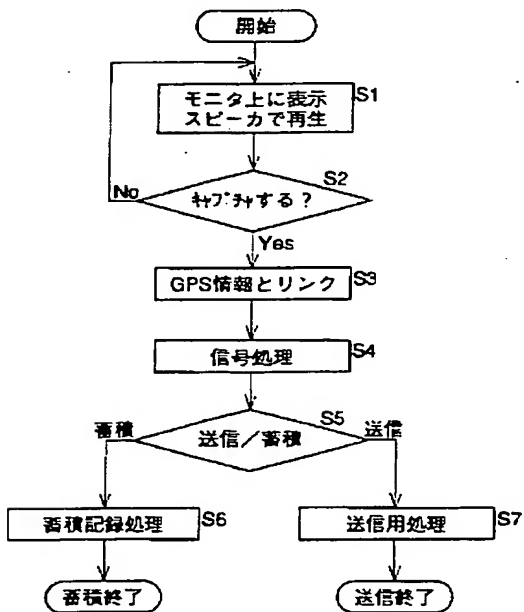 開始
モニタ上に表示
スピーカで再生
S1
S2
No
ｷｬﾌﾟﾁｬする？
Yes
GPS情報とリンク
S3
信号処理
S4
S5
蓄積
送信／蓄積
送信
蓄積記録処理
S6
送信用処理
S7
蓄積終了
送信終了